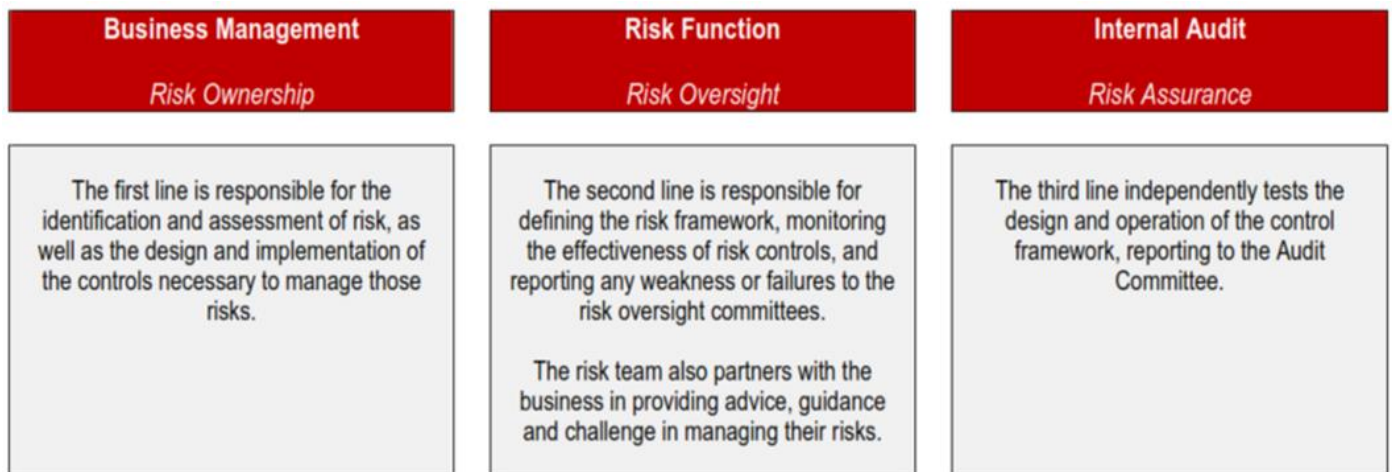 Business Management
Risk Ownership
The first line is responsible for the
identification and assessment of risk, as
well as the design and implementation of
the controls necessary to manage those
risks.
Risk Function
Risk Oversight
The second line is responsible for
defining the risk framework, monitoring
the effectiveness of risk controls, and
reporting any weakness or failures to the
risk oversight committees.
The risk team also partners with the
business in providing advice, guidance
and challenge in managing their risks.
Internal Audit
Risk Assurance
The third line independently tests the
design and operation of the control
framework, reporting to the Audit
Committee.